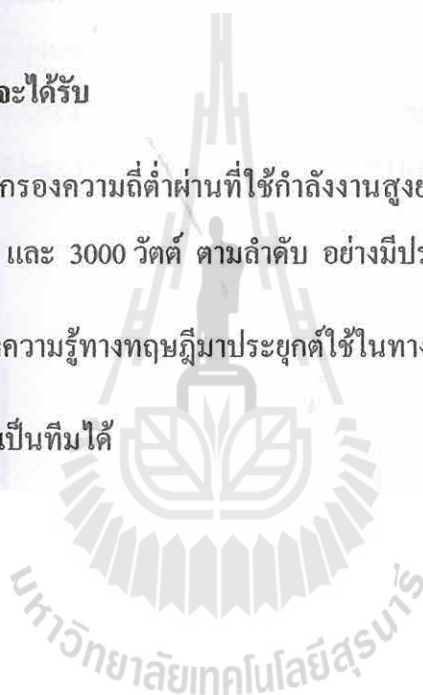 จะได้รับ
กรองความถี่ต่ำผ่านที่ใช้กำลังงานสูงย
และ 3000 วัตต์ ตามลำดับ อย่างมีประ
ความรู้ทางทฤษฎีมาประยุกต์ใช้ในทาง
นเป็นทีมได้
มหาวิทยาลัยเทคโนโลยีสุรนารี